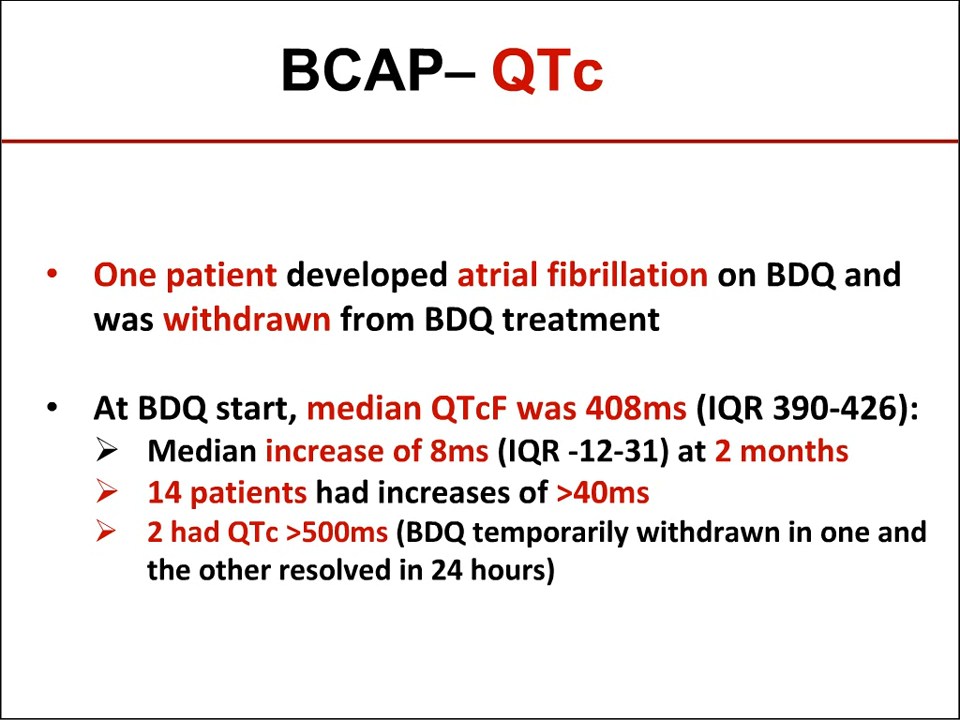 BCAP– QTc
• One patient developed atrial fibrillation on BDQ and
was withdrawn from BDQ treatment
• At BDQ start, median QTcF was 408ms (IQR 390-426):
➢ Median increase of 8ms (IQR -12-31) at 2 months
➢ 14 patients had increases of >40ms
➢ 2 had QTc >500ms (BDQ temporarily withdrawn in one and
the other resolved in 24 hours)